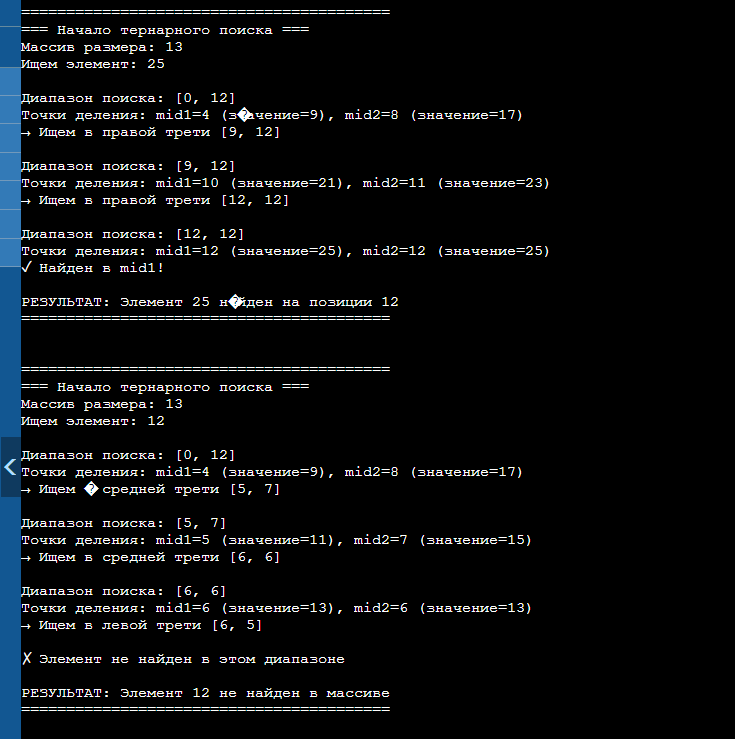 =========================================
=== Начало тернарного поиска ===
Массив размера: 13
Ищем элемент: 25
Диапазон поиска: [0, 12]
Точки деления: mid1=4 (з�ачение=9), mid2=8 (значение=17)
→ Ищем в правой трети [9, 12]
Диапазон поиска: [9, 12]
Точки деления: mid1=10 (значение=21), mid2=11 (значение=23)
→ Ищем в правой трети [12, 12]
Диапазон поиска: [12, 12]
Точки деления: mid1=12 (значение=25), mid2=12 (значение=25)
✓ Найден в mid1!
РЕЗУЛЬТАТ: Элемент 25 н�йден на позиции 12
=========================================
=========================================
=== Начало тернарного поиска ===
Массив размера: 13
Ищем элемент: 12
Диапазон поиска: [0, 12]
Точки деления: mid1=4 (значение=9), mid2=8 (значение=17)
→ Ищем � средней трети [5, 7]
Диапазон поиска: [5, 7]
Точки деления: mid1=5 (значение=11), mid2=7 (значение=15)
→ Ищем в средней трети [6, 6]
Диапазон поиска: [6, 6]
Точки деления: mid1=6 (значение=13), mid2=6 (значение=13)
→ Ищем в левой трети [6, 5]
✗ Элемент не найден в этом диапазоне
РЕЗУЛЬТАТ: Элемент 12 не найден в массиве
=========================================